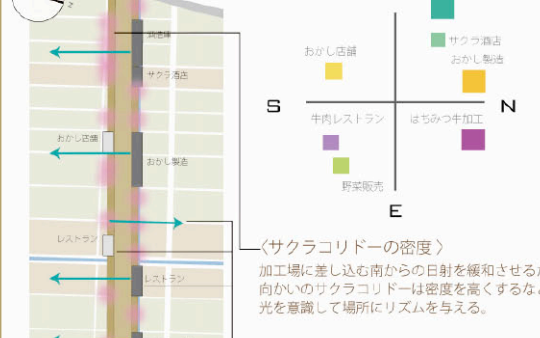 N
サクラ酒店
おかし店舗
おかし製造
サクラ酒店
S
N
牛肉レストラン
はちみつ牛加工
おかし店舗
おかし製造
野菜販売
E
レストラン
〈サクラコリドーの密度〉
レストラン
加工場に差し込む南からの日射を緩和させるた
向かいのサクラコリドーは密度を高くするなど
光を意識して場所にリズムを与える。